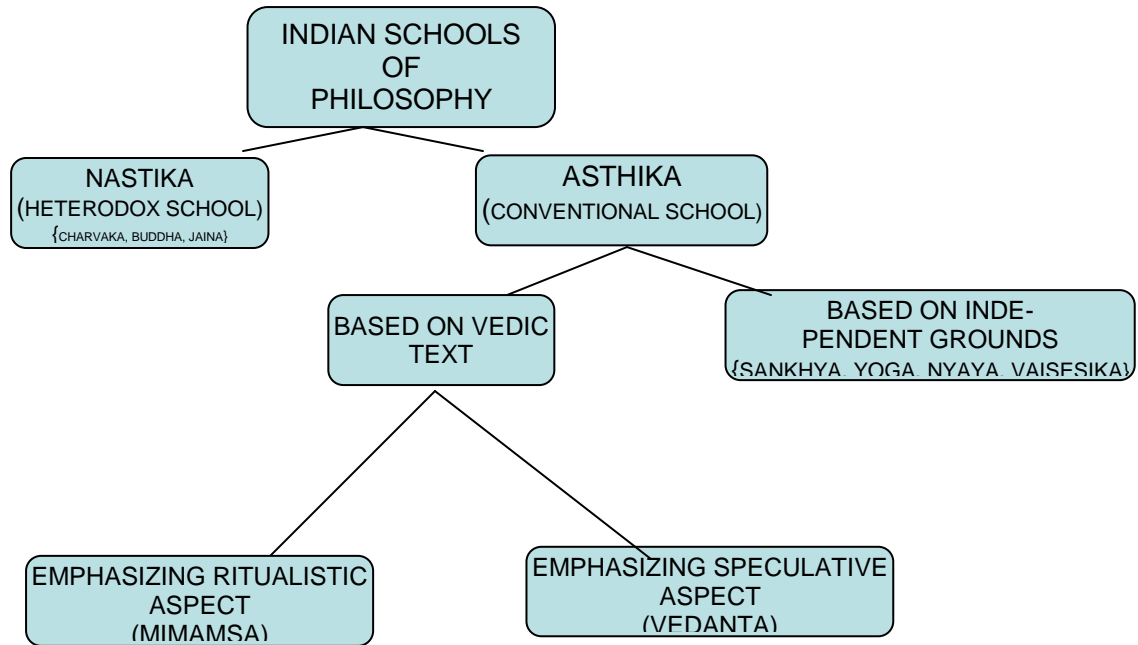 INDIAN SCHOOLS
OF
PHILOSOPHY
NASTIKA
(HETERODOX SCHOOL)
{CHARVAKA, BUDDHA, JAINA}
ASTHIKA
(CONVENTIONAL SCHOOL)
BASED ON VEDIC
TEXT
BASED ON INDE-
PENDENT GROUNDS
{SANKHYA, YOGA, NYAYA, VAISESIKA}
EMPHASIZING RITUALISTIC
ASPECT
(MIMAMSA)
EMPHASIZING SPECULATIVE
ASPECT
(VEDANTA)